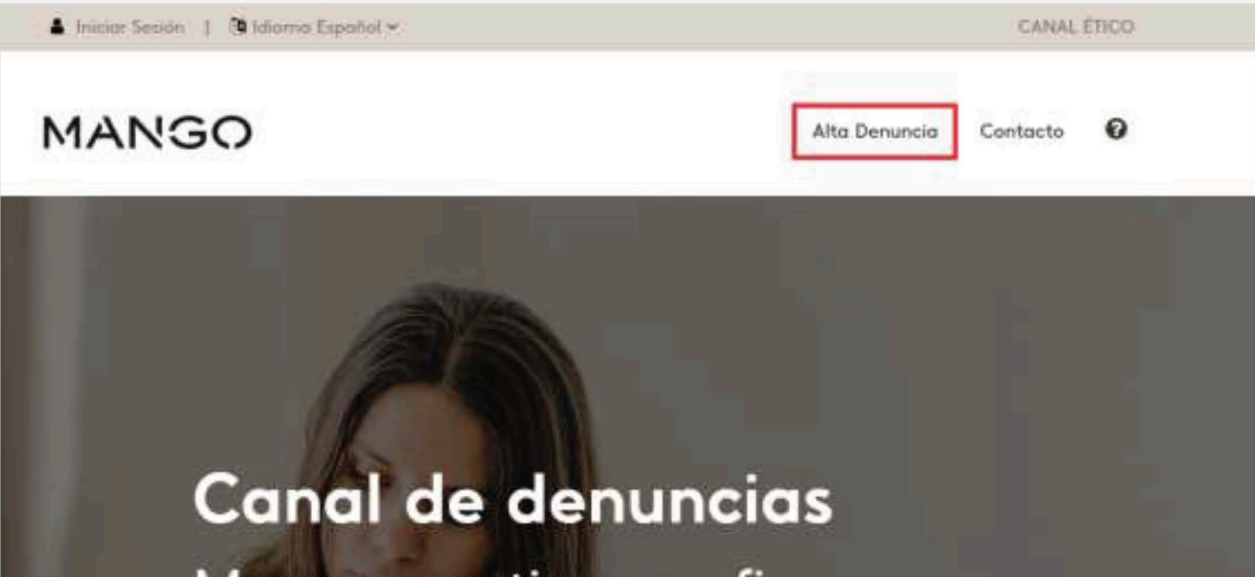 Iniciar Sesión | Idioma Español
CANAL ÉTICO
MANGO
Alta Denuncia
Contacto
?
Canal de denuncias